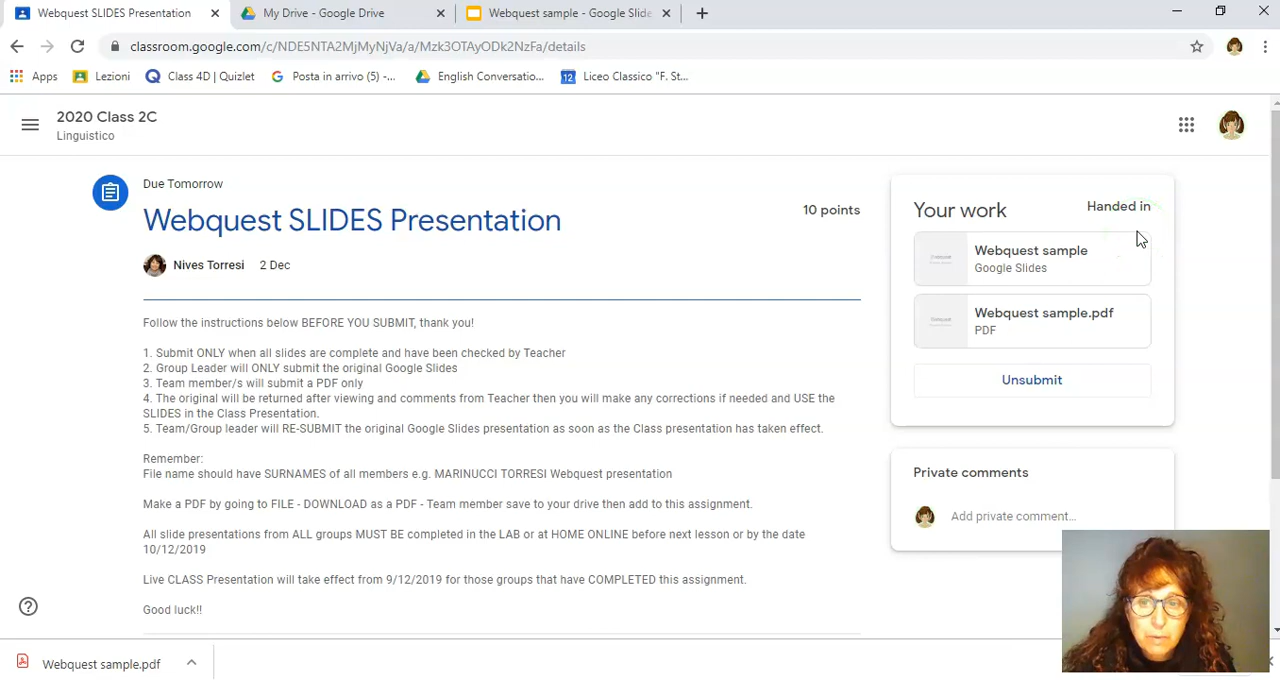 Webquest SLIDES Presentation
My Drive - Google Drive
Webquest sample - Google Slide
classroom.google.com/c/NDE5NTA2MjMyNjVa/a/Mzk3OTAyODk2NzFa/details
Apps
Lezioni
Class 4D | Quizlet
Posta in arrivo (5) -...
English Conversatio...
12
Liceo Classico "F. St...
2020 Class 2C
Linguistico
Due Tomorrow
Webquest SLIDES Presentation
10 points
Nives Torresi 2 Dec
Follow the instructions below BEFORE YOU SUBMIT, thank you!
1. Submit ONLY when all slides are complete and have been checked by Teacher
2. Group Leader will ONLY submit the original Google Slides
3. Team member/s will submit a PDF only
4. The original will be returned after viewing and comments from Teacher then you will make any corrections if needed and USE the
SLIDES in the Class Presentation.
5. Team/Group leader will RE-SUBMIT the original Google Slides presentation as soon as the Class presentation has taken effect.
Remember:
File name should have SURNAMES of all members e.g. MARINUCCI TORRESI Webquest presentation
Make a PDF by going to FILE - DOWNLOAD as a PDF - Team member save to your drive then add to this assignment.
All slide presentations from ALL groups MUST BE completed in the LAB or at HOME ONLINE before next lesson or by the date
10/12/2019
Live CLASS Presentation will take effect from 9/12/2019 for those groups that have COMPLETED this assignment.
Good luck!!
Your work
Handed in
Webquest sample
Google Slides
Webquest sample.pdf
PDF
Unsubmit
Private comments
Add private comment...
Webquest sample.pdf